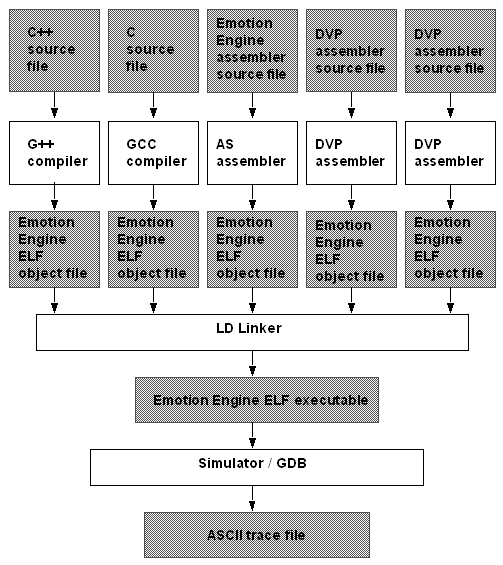 C++
source
file
C
source
file
Emotion
Engine
assembler
source file
DVP
assembler
source file
DVP
assembler
source file
G++
compiler
GCC
compiler
AS
assembler
DVP
assembler
DVP
assembler
Emotion
Engine
ELF
object file
Emotion
Engine
ELF
object file
Emotion
Engine
ELF
object file
Emotion
Engine
ELF
object file
Emotion
Engine
ELF
object file
LD Linker
Emotion Engine ELF executable
Simulator / GDB
ASCII trace file